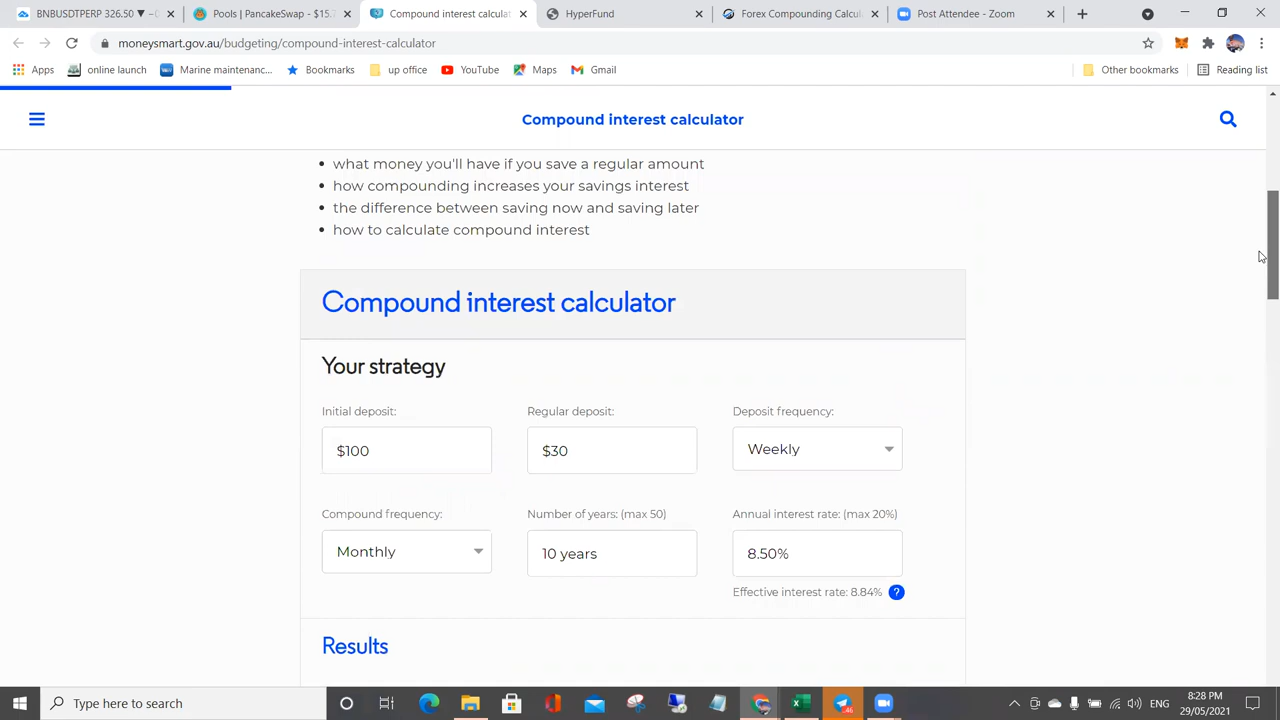 BNBUSDTPERP 326.50 ▼ −0
Pools | PancakeSwap - $15.7
Compound interest calculat
HyperFund
Forex Compounding Calcul
Post Attendee - Zoom
moneysmart.gov.au/budgeting/compound-interest-calculator
Apps
online launch
Marine maintenanc...
Bookmarks
up office
YouTube
Maps
Gmail
Other bookmarks
Reading list
Compound interest calculator
• what money you'll have if you save a regular amount
• how compounding increases your savings interest
• the difference between saving now and saving later
• how to calculate compound interest
Compound interest calculator
Your strategy
Initial deposit:
Regular deposit:
Deposit frequency:
$100
$30
Weekly
Compound frequency:
Number of years: (max 50)
Annual interest rate: (max 20%)
Monthly
10 years
8.50%
Effective interest rate: 8.84% ?
Results
Type here to search
ENG
8:28 PM
29/05/2021